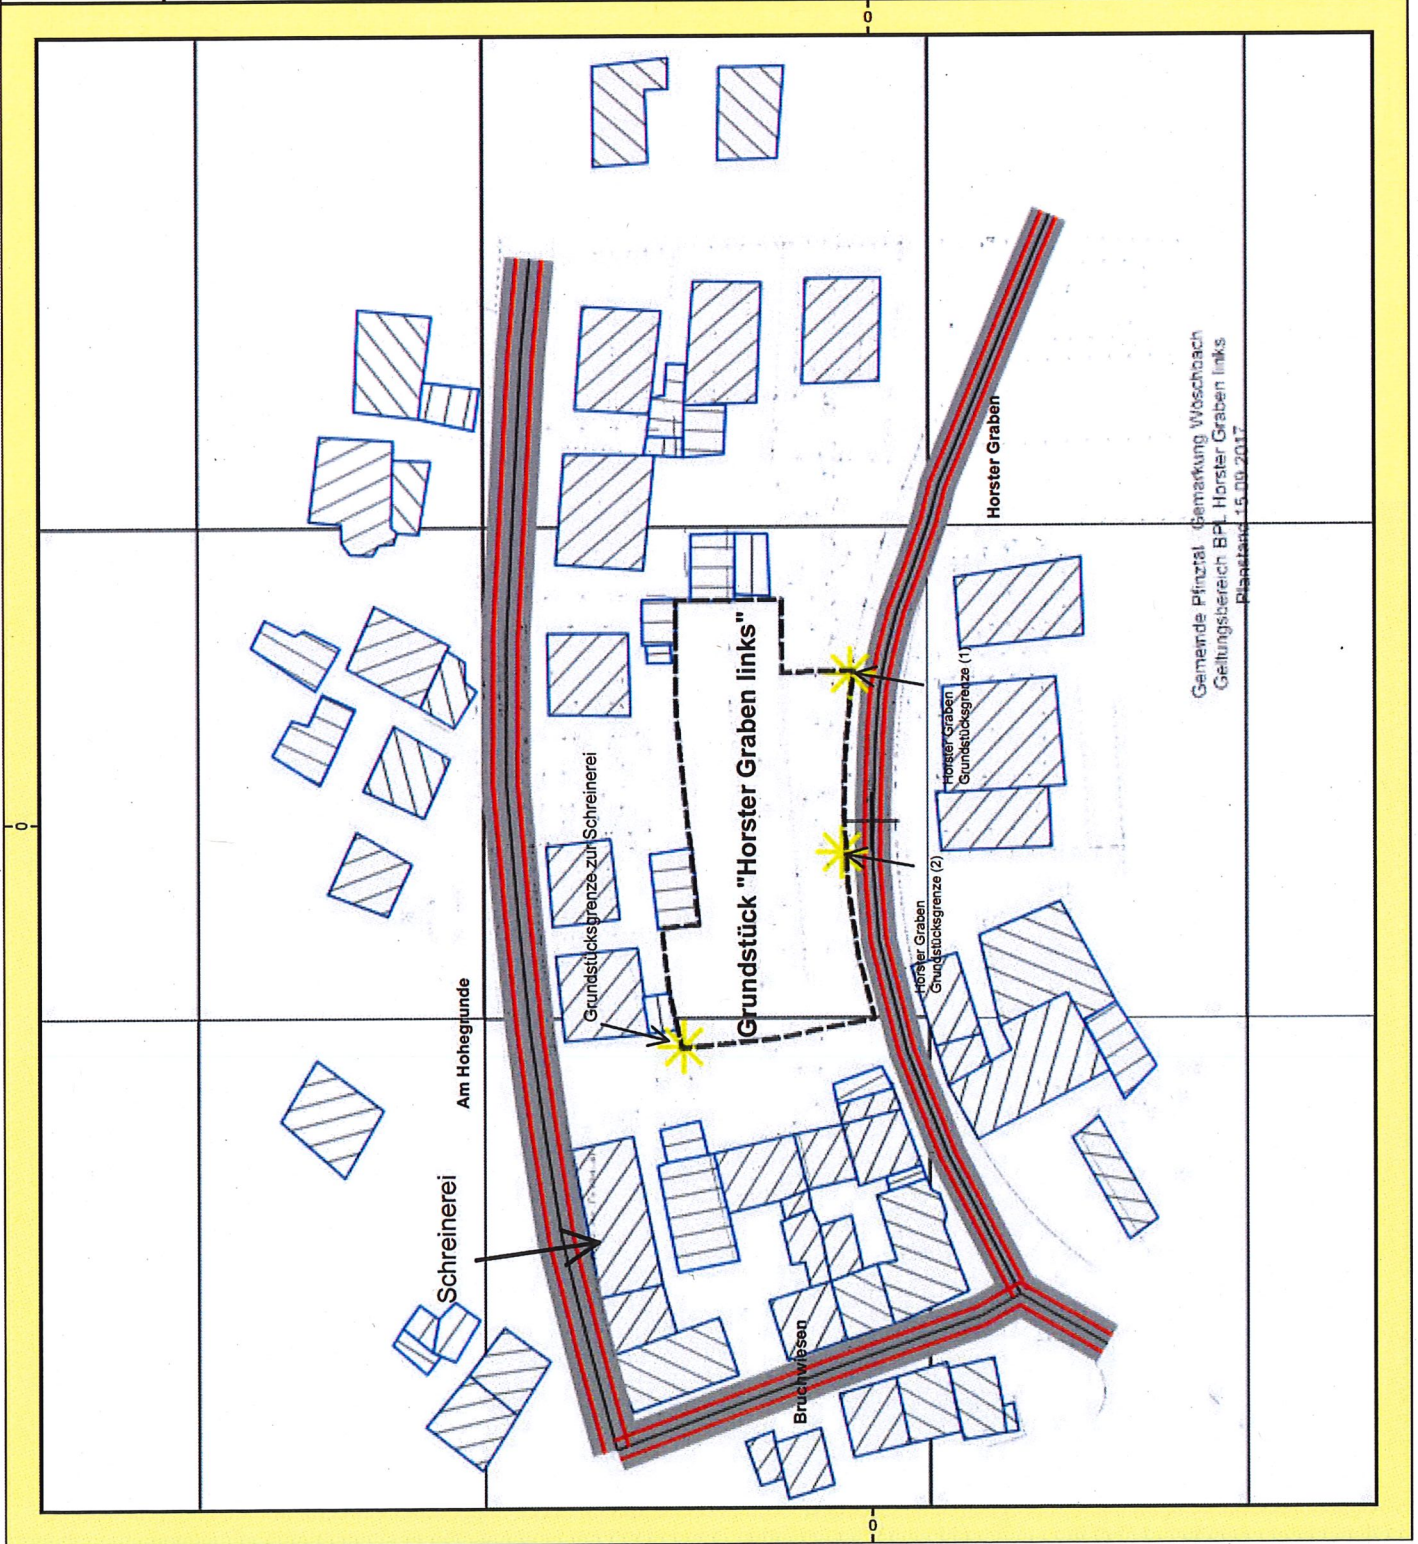 0
Gemeinde Pfinztal Gemarkung Wöschbach
Geltungsbereich BPL Horster Graben links
Planstand 15.09.2017
Horster Graben
Horster Graben
Grundstücksgrenze (1)
Horster Graben
Grundstücksgrenze (2)
Grundstück "Horster Graben links"
Grundstücksgrenze zur Schreinerei
Am Hohegrunde
Schreinerei
Bruchwiesen
0
0